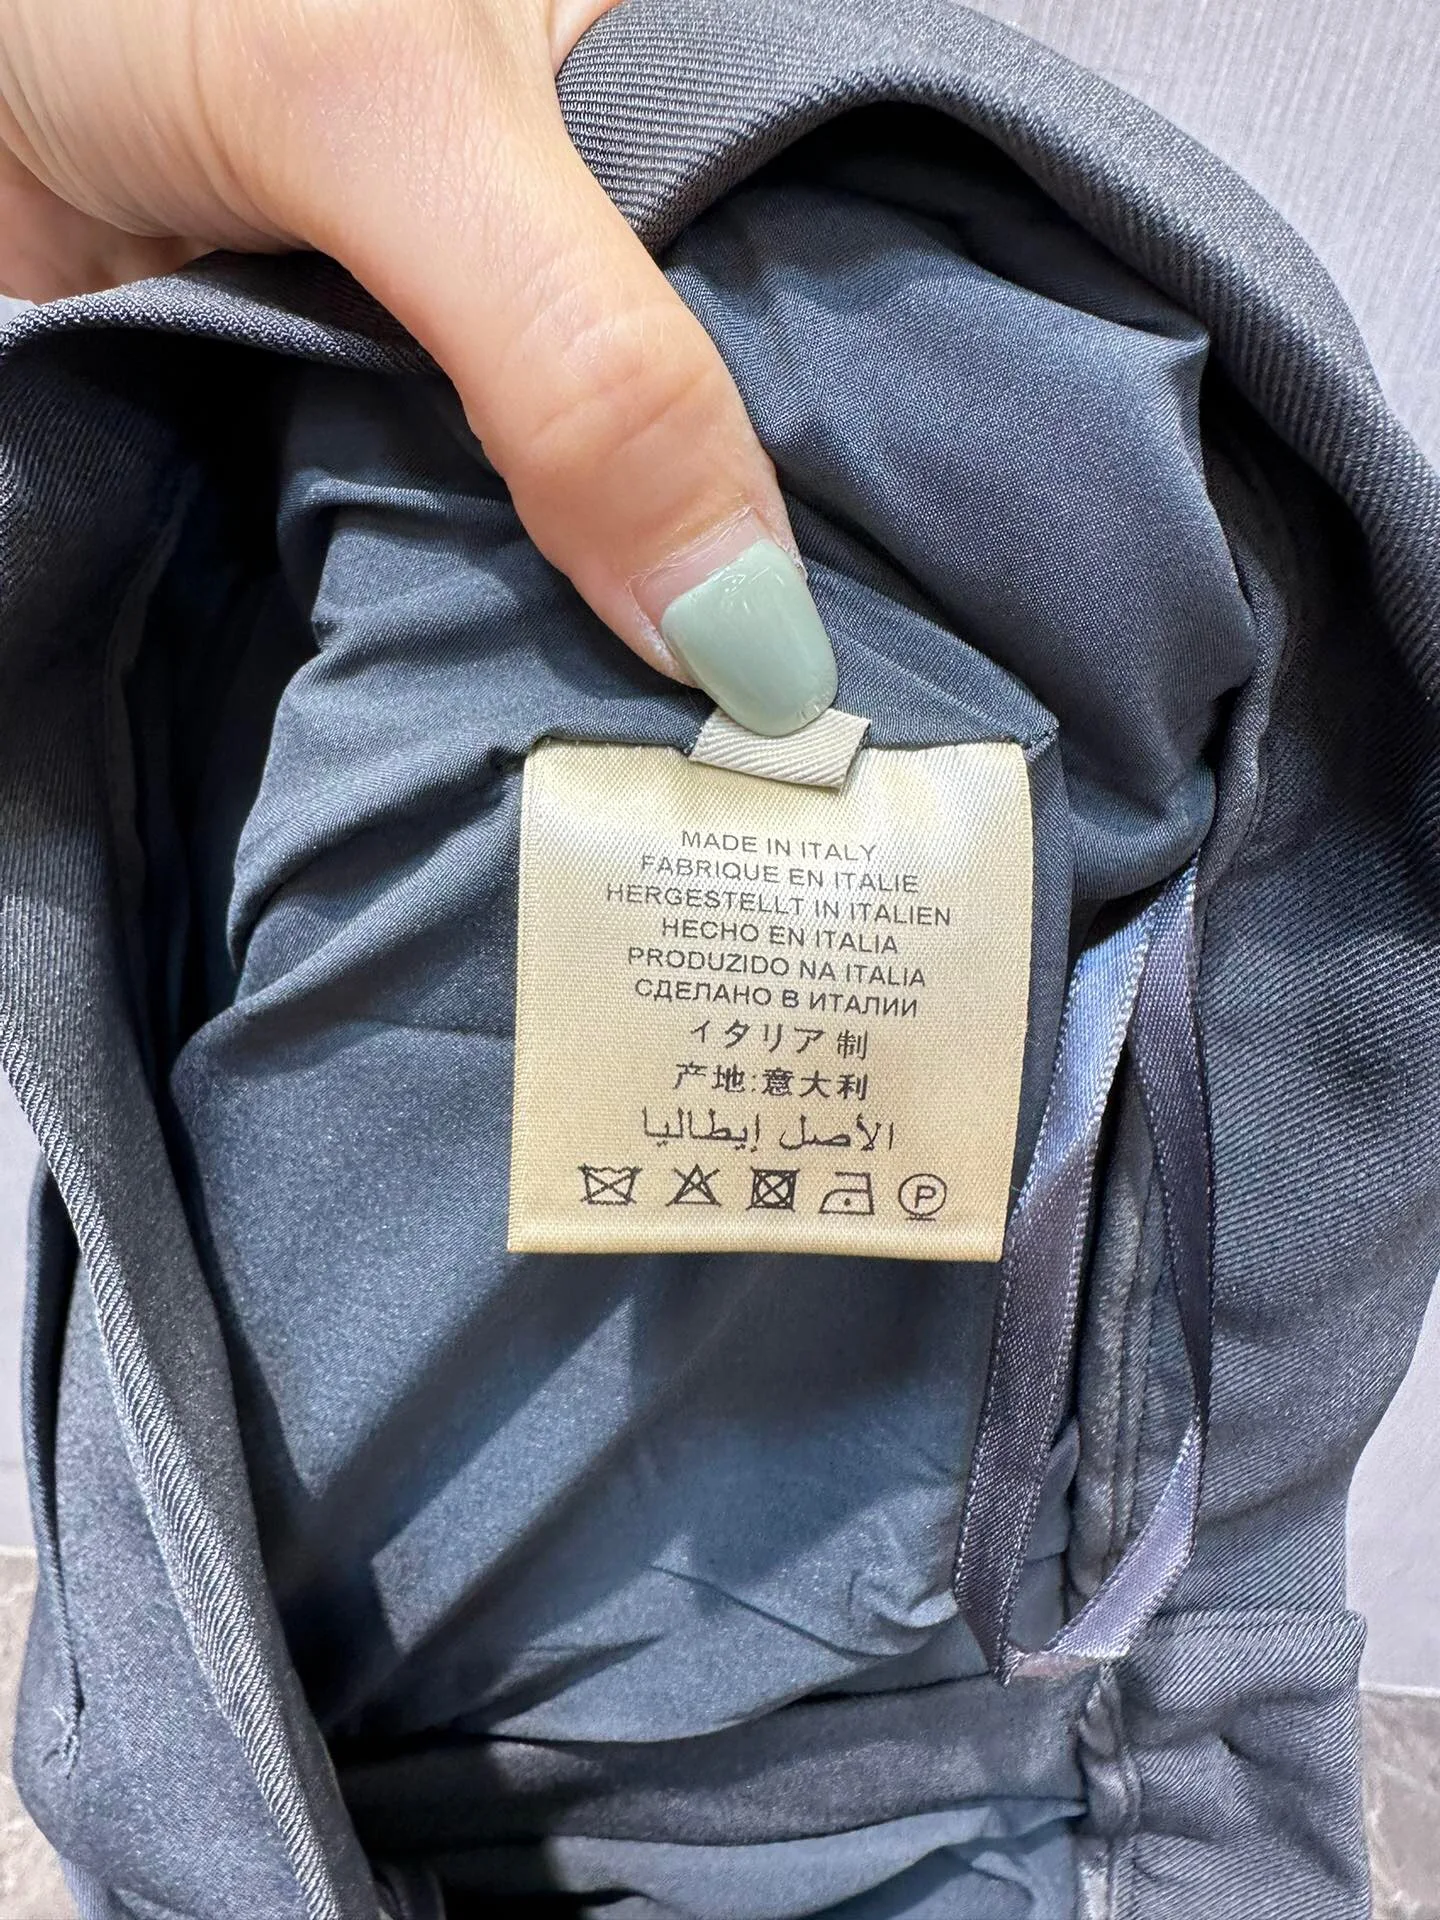 MADE IN ITALY
FABRIQUE EN ITALIE
HERGESTELLT IN ITALIEN
HECHO EN ITALIA
PRODUZIDO NA ITALIA
СДЕЛАНО В ИТАЛИИ
イタリア 制
产地:意大利
الأصل إيطاليا
P